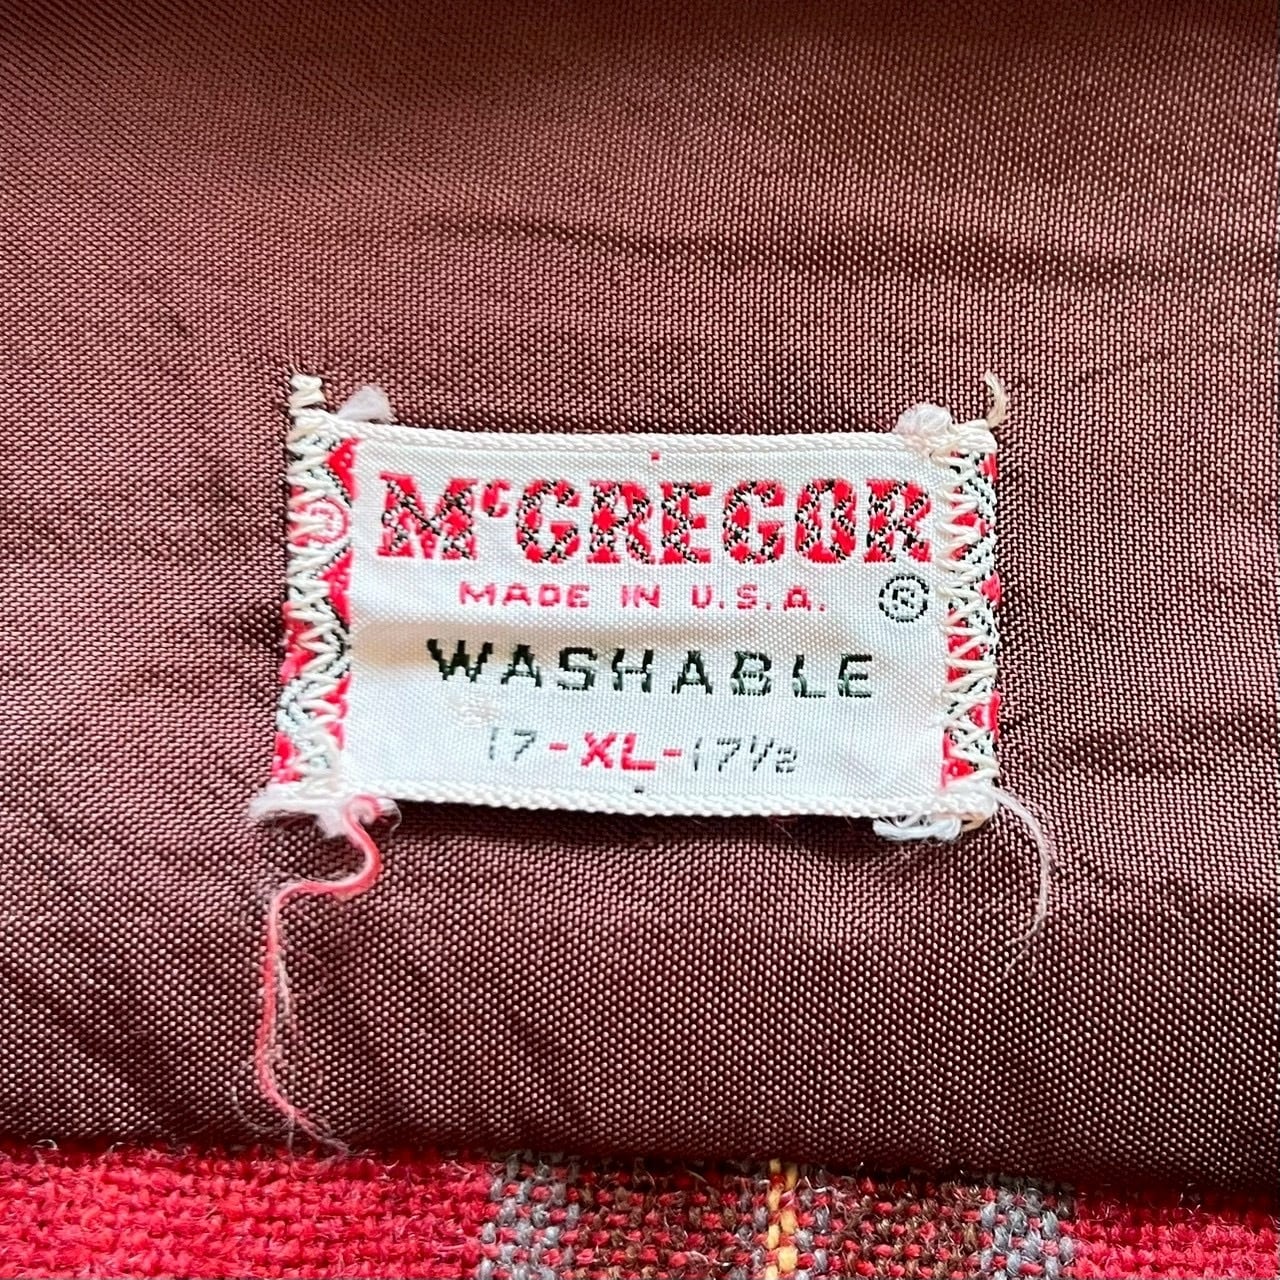 McGREGOR
MADE IN U.S.A. ®
WASHABLE
17-XL-17½